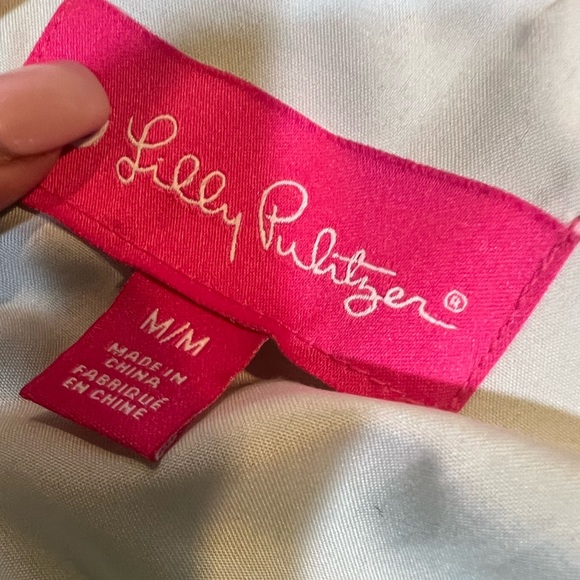 Lilly Pulitzer®
M/M
MADE IN
CHINA
FABRIQUÉ
EN CHINE